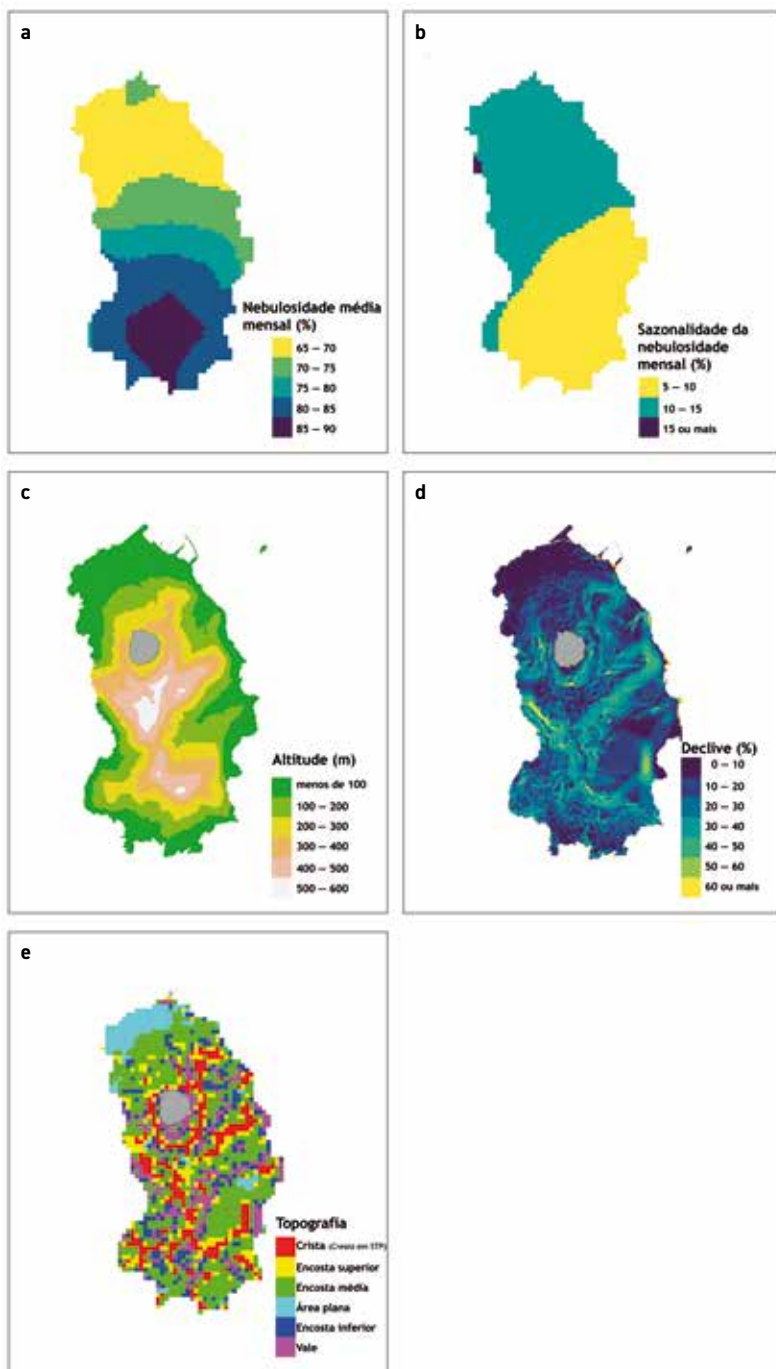 a
Nebulosidade média
mensal (%)
65 – 70
70 – 75
75 – 80
80 – 85
85 – 90
b
Sazonalidade da
nebulosidade
mensal (%)
5 – 10
10 – 15
15 ou mais
c
Altitude (m)
menos de 100
100 – 200
200 – 300
300 – 400
400 – 500
500 – 600
d
Declive (%)
0 – 10
10 – 20
20 – 30
30 – 40
40 – 50
50 – 60
60 ou mais
e
Topografia
Crista (Cresta em STP)
Encosta superior
Encosta média
Área plana
Encosta inferior
Vale